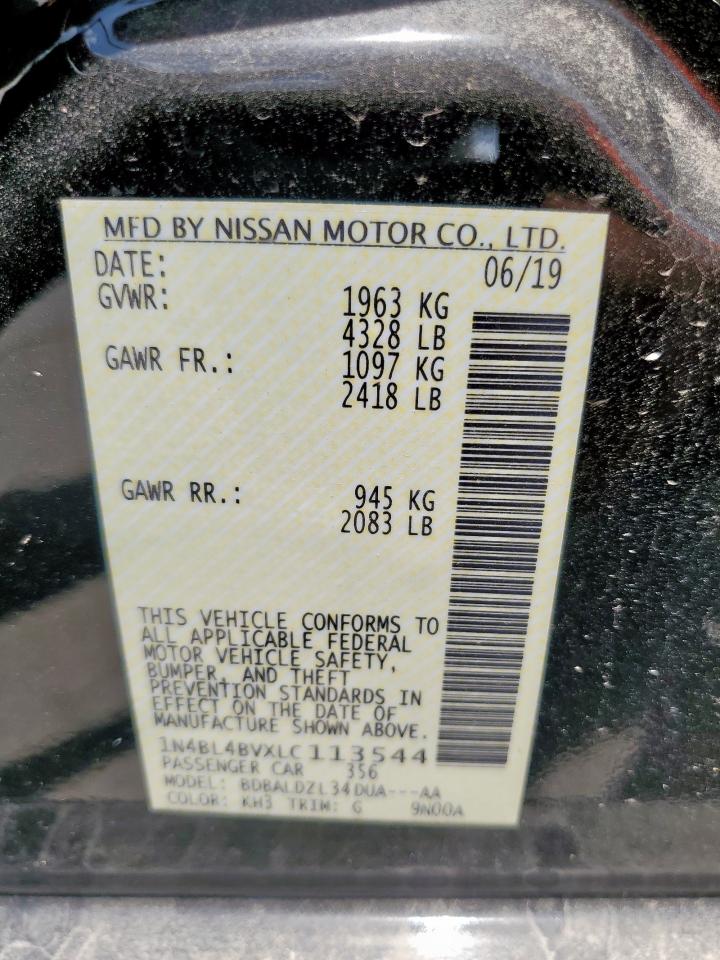 MFD BY NISSAN MOTOR CO., LTD.
DATE: 06/19
GVWR: 1963 KG
4328 LB
GAWR FR.: 1097 KG
2418 LB
GAWR RR.: 945 KG
2083 LB
THIS VEHICLE CONFORMS TO
ALL APPLICABLE FEDERAL
MOTOR VEHICLE SAFETY,
BUMPER, AND THEFT
PREVENTION STANDARDS IN
EFFECT ON THE DATE OF
MANUFACTURE SHOWN ABOVE.
1N4BL4BVXLC113544
PASSENGER CAR 356
MODEL: BDBALDZL34DUA---AA
COLOR: KH3 TRIM: G 9N00A